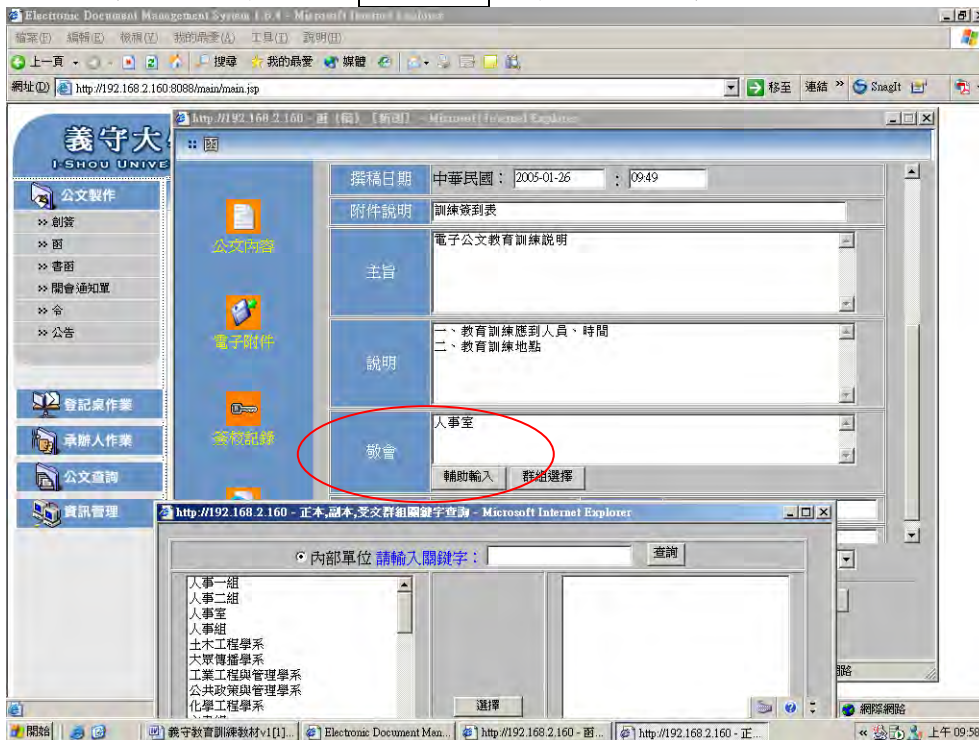 Electronic Document Management System 1.0.4 - Microsoft Internet Explorer
檔案(F) 編輯(E) 檢視(V) 我的最愛(A) 工具(T) 說明(H)
上一頁 搜尋 我的最愛 媒體
網址(D) http://192.168.2.160:8088/main/main.jsp 移至 連結 » SnagIt
http://192.168.2.160 - 函 (稿) [新創] - Microsoft Internet Explorer
義守大
I-SHOU UNIVE
:: 函
公文製作
>> 創簽
>> 函
>> 書函
>> 開會通知單
>> 令
>> 公告
登記桌作業
承辦人作業
公文查詢
資訊管理
公文內容
電子附件
簽核記錄
撰稿日期 中華民國： 2005-01-26 : 09:49
附件說明 訓練簽到表
主旨 電子公文教育訓練說明
說明 一、教育訓練應到人員、時間
二、教育訓練地點
敬會 人事室
輔助輸入 群組選擇
http://192.168.2.160 - 正本,副本,受文群組關鍵字查詢 - Microsoft Internet Explorer
內部單位 請輸入關鍵字： 查詢
人事一組
人事二組
人事室
人事組
土木工程學系
大眾傳播學系
工業工程與管理學系
公共政策與管理學系
化學工程學系
選擇
網際網路
開始 義守教育訓練教材v1[1]... Electronic Document Man... http://192.168.2.160 - 函... http://192.168.2.160 - 正... « 上午 09:5